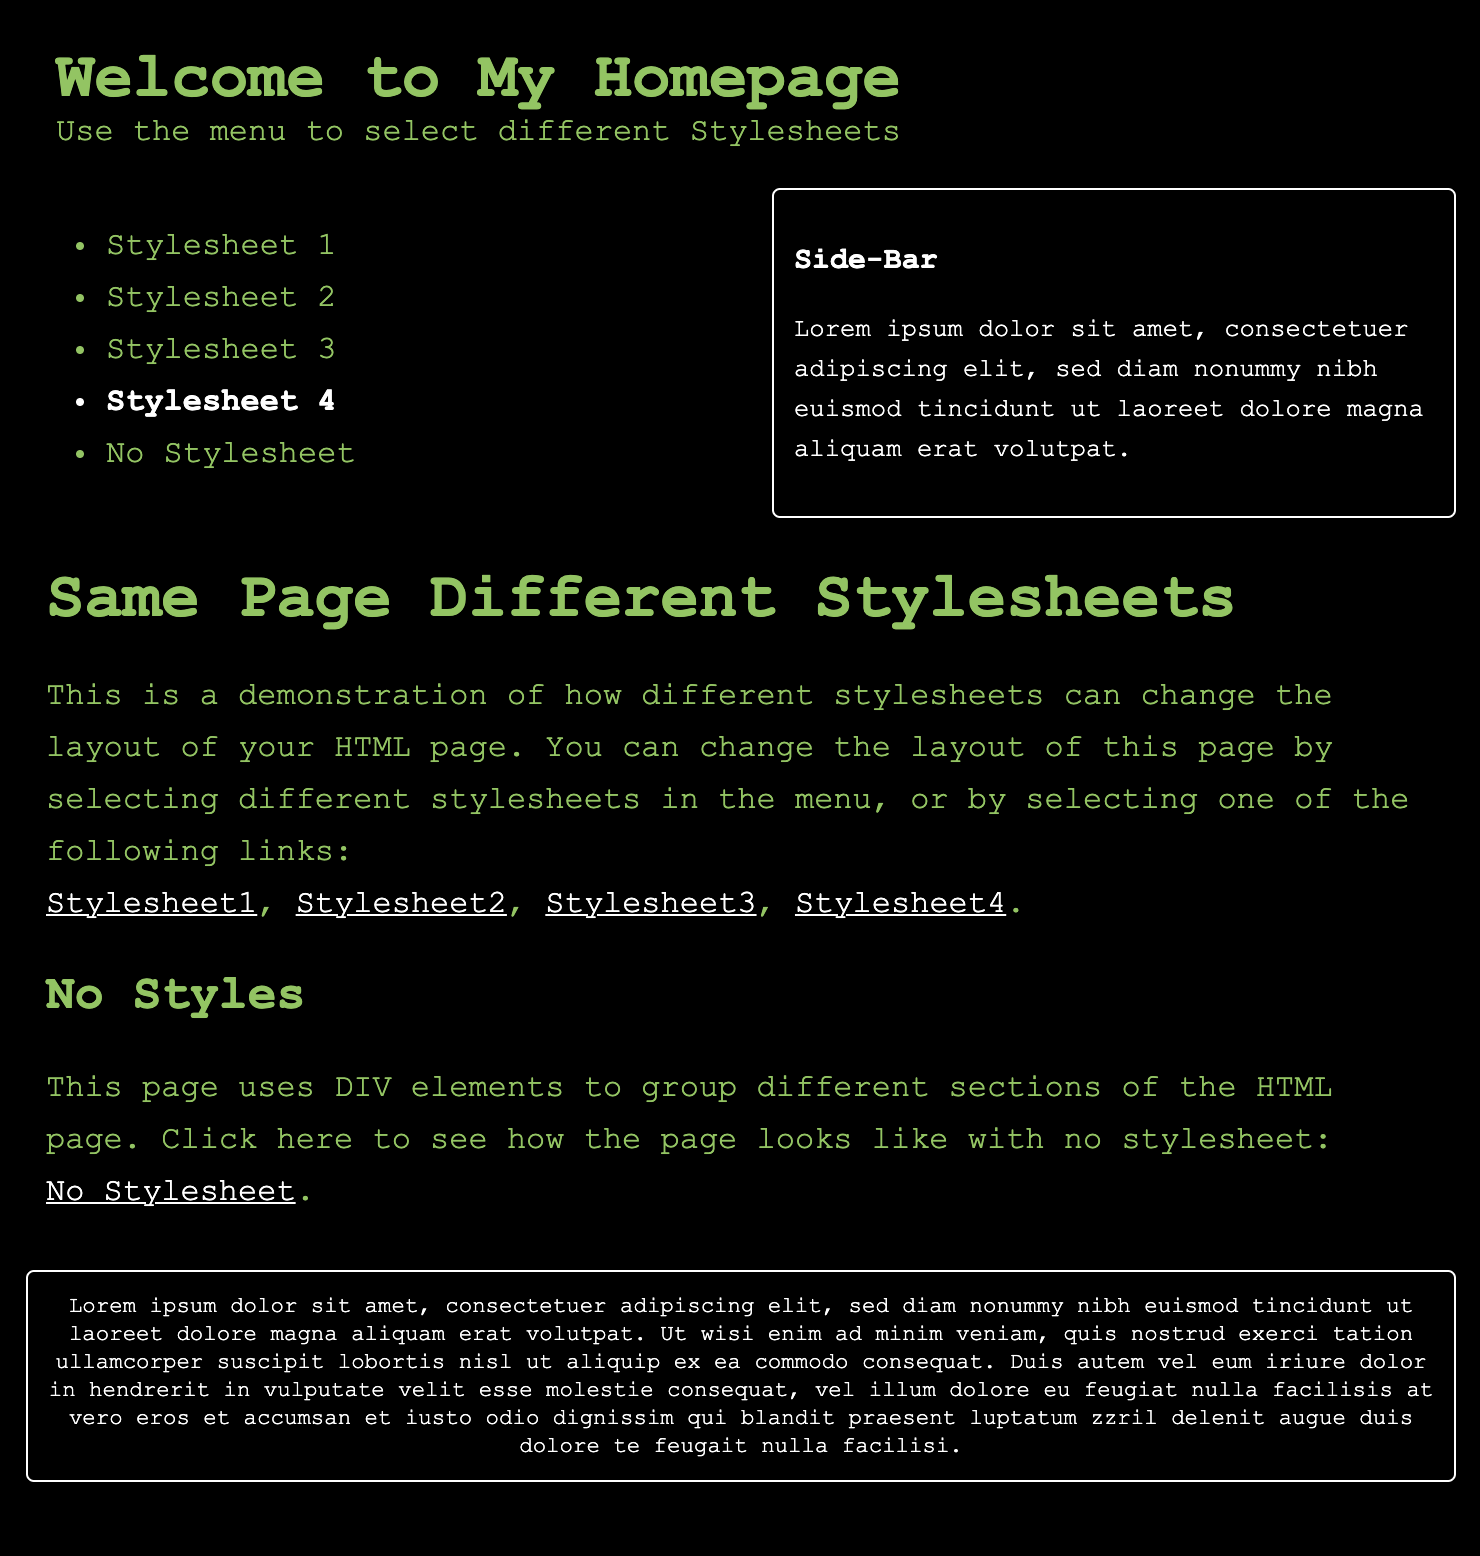 Welcome to My Homepage
Use the menu to select different Stylesheets
Stylesheet 1
Stylesheet 2
Stylesheet 3
Stylesheet 4
No Stylesheet
Side-Bar
Lorem ipsum dolor sit amet, consectetuer
adipiscing elit, sed diam nonummy nibh
euismod tincidunt ut laoreet dolore magna
aliquam erat volutpat.
Same Page Different Stylesheets
This is a demonstration of how different stylesheets can change the
layout of your HTML page. You can change the layout of this page by
selecting different stylesheets in the menu, or by selecting one of the
following links:
Stylesheet1, Stylesheet2, Stylesheet3, Stylesheet4.
No Styles
This page uses DIV elements to group different sections of the HTML
page. Click here to see how the page looks like with no stylesheet:
No Stylesheet.
Lorem ipsum dolor sit amet, consectetuer adipiscing elit, sed diam nonummy nibh euismod tincidunt ut
laoreet dolore magna aliquam erat volutpat. Ut wisi enim ad minim veniam, quis nostrud exerci tation
ullamcorper suscipit lobortis nisl ut aliquip ex ea commodo consequat. Duis autem vel eum iriure dolor
in hendrerit in vulputate velit esse molestie consequat, vel illum dolore eu feugiat nulla facilisis at
vero eros et accumsan et iusto odio dignissim qui blandit praesent luptatum zzril delenit augue duis
dolore te feugait nulla facilisi.